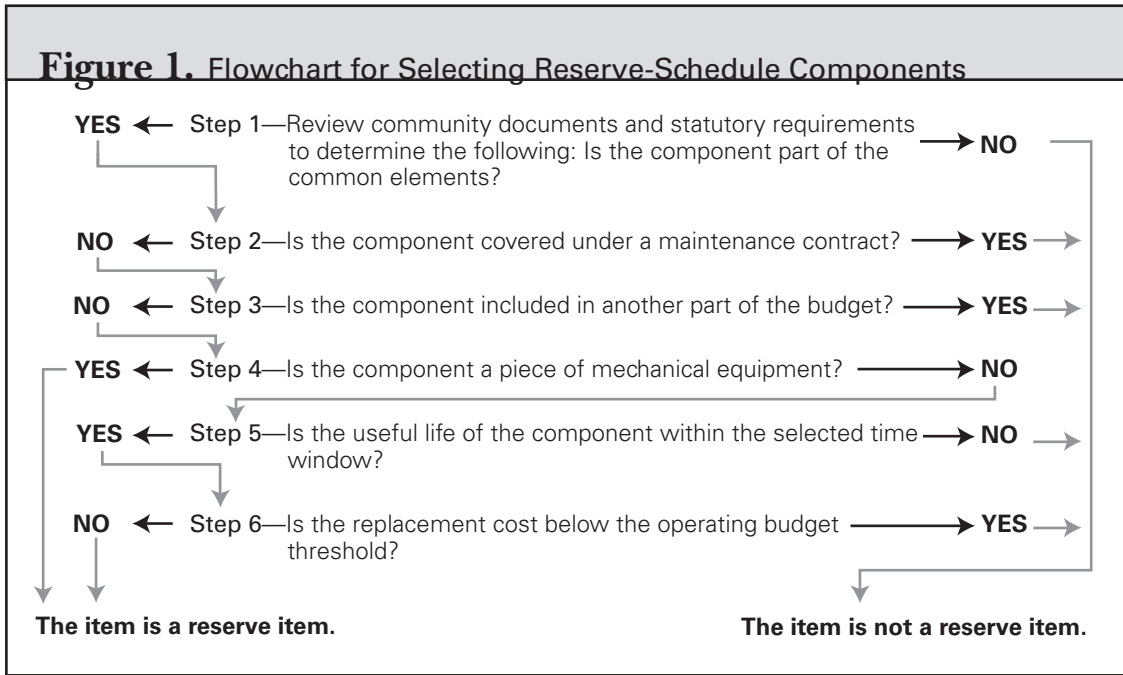 Figure 1. Flowchart for Selecting Reserve-Schedule Components
YES Step 1—Review community documents and statutory requirements
to determine the following: Is the component part of the NO
common elements?
NO Step 2—Is the component covered under a maintenance contract? YES
NO Step 3—Is the component included in another part of the budget? YES
YES Step 4—Is the component a piece of mechanical equipment? NO
YES Step 5—Is the useful life of the component within the selected time NO
window?
NO Step 6—Is the replacement cost below the operating budget YES
threshold?
The item is a reserve item. The item is not a reserve item.